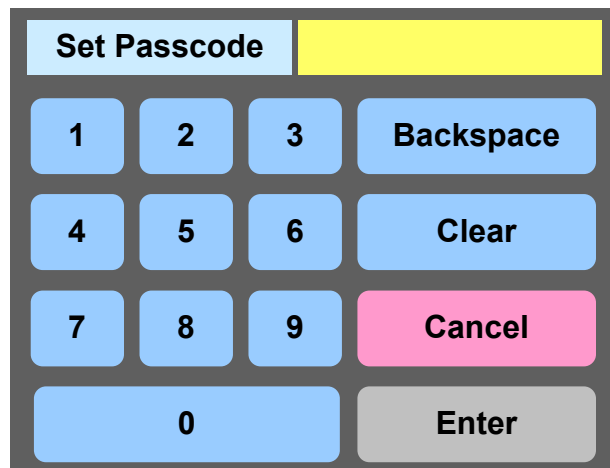 Set Passcode
1 2 3 Backspace
4 5 6 Clear
7 8 9 Cancel
0 Enter